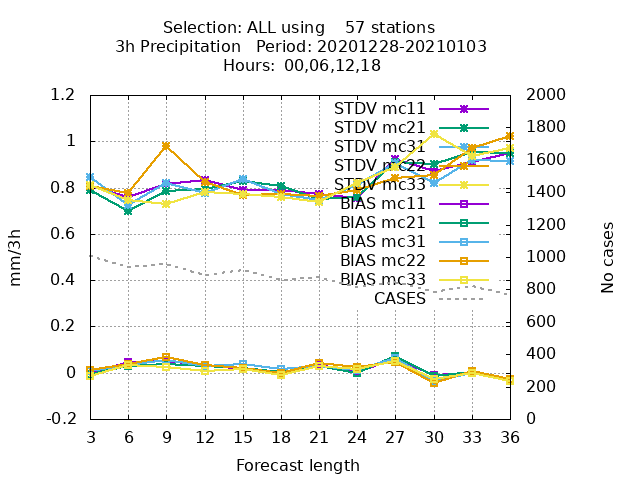 Selection: ALL using    57 stations
3h Precipitation   Period: 20201228-20210103
Hours:  00,06,12,18
1.2
1
0.8
0.6
0.4
0.2
0
-0.2
mm/3h
STDV mc11
STDV mc21
STDV mc31
STDV mc22
STDV mc33
BIAS mc11
BIAS mc21
BIAS mc31
BIAS mc22
BIAS mc33
CASES
2000
1800
1600
1400
1200
1000
800
600
400
200
0
No cases
3 6 9 12 15 18 21 24 27 30 33 36
Forecast length